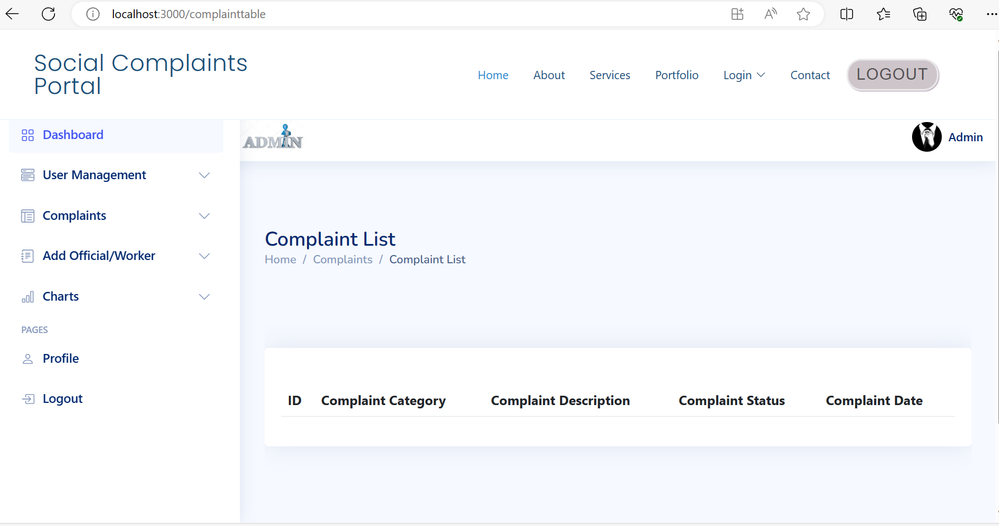 localhost:3000/complainttable
Social Complaints
Portal
Home About Services Portfolio Login Contact LOGOUT
Dashboard
ADMIN
Admin
User Management
Complaints
Add Official/Worker
Charts
PAGES
Profile
Logout
Complaint List
Home / Complaints / Complaint List
ID Complaint Category Complaint Description Complaint Status Complaint Date